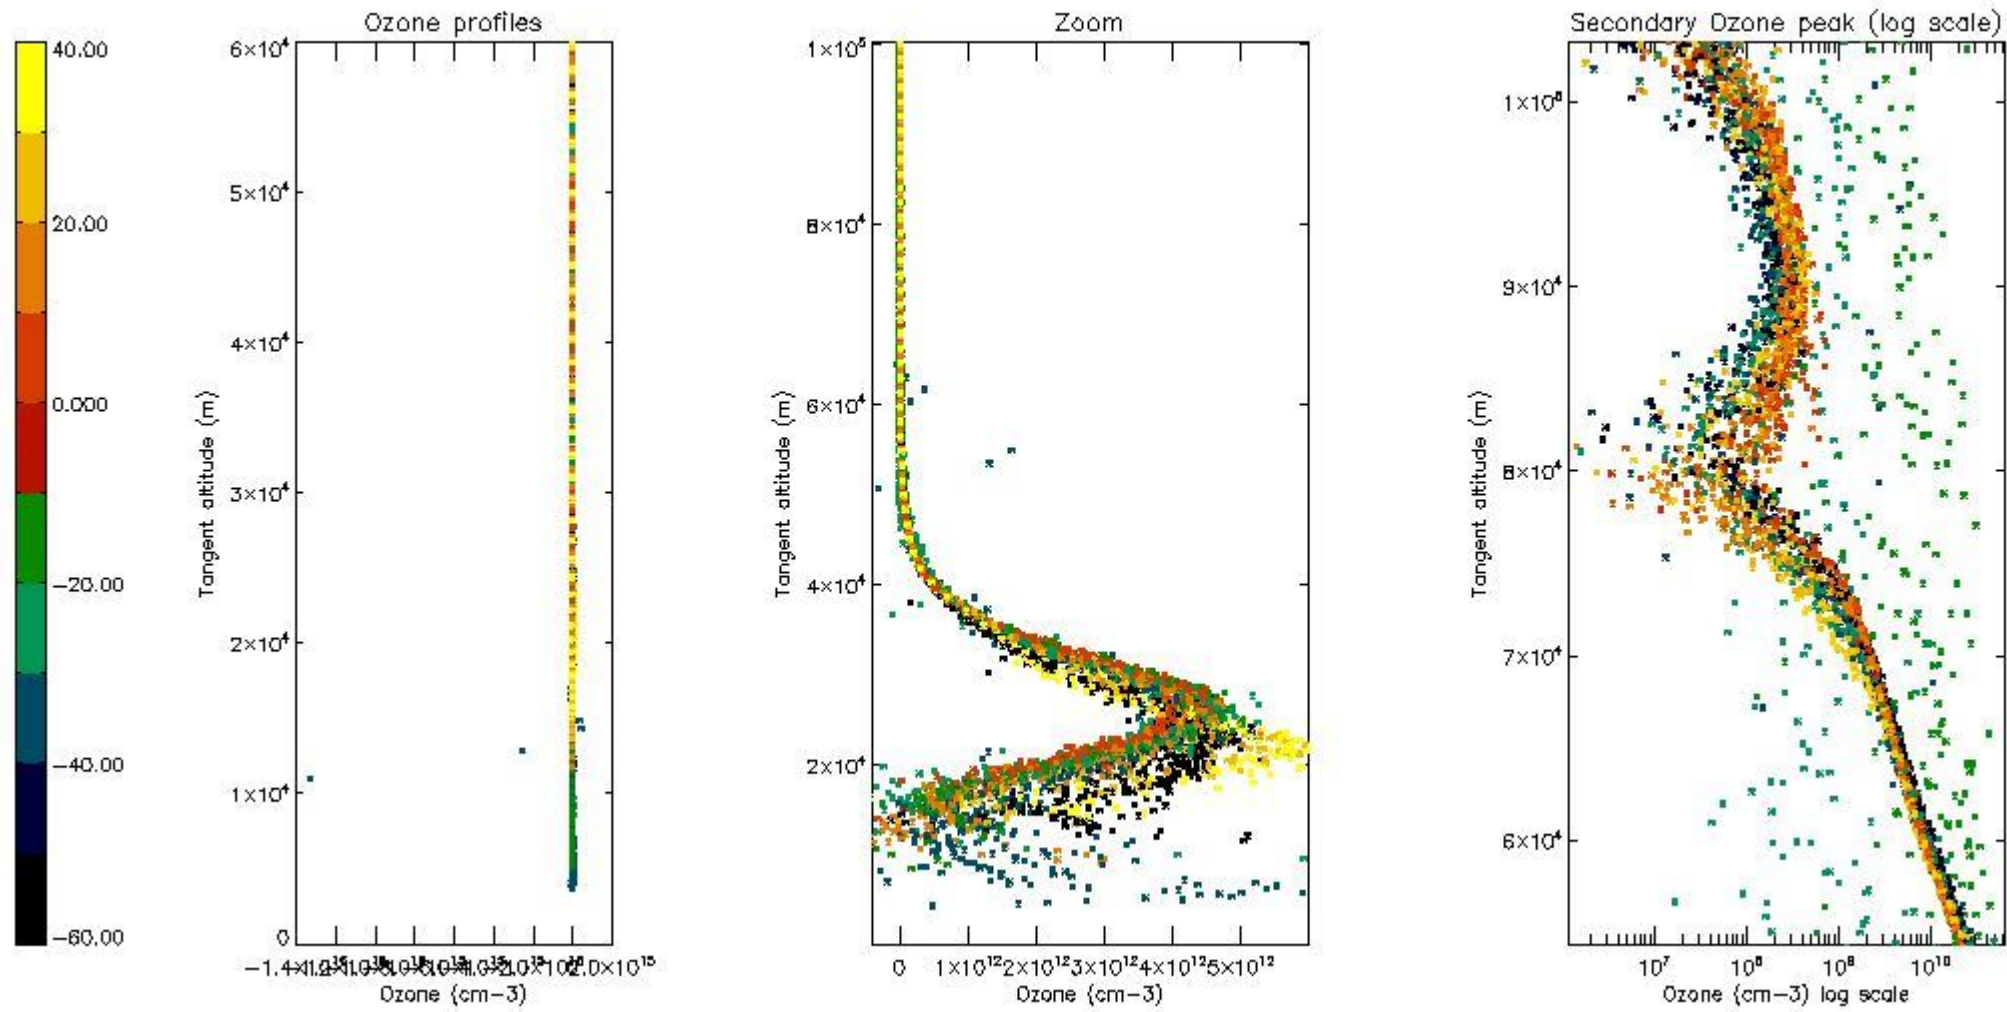 Ozone profiles
Zoom
Secondary Ozone peak (log scale)
40.00
20.00
0.000
−20.00
−40.00
−60.00
6×10⁴
5×10⁴
4×10⁴
3×10⁴
2×10⁴
1×10⁴
0
Tangent altitude (m)
2.0×10¹⁵
Ozone (cm−3)
1×10⁵
8×10⁴
6×10⁴
4×10⁴
2×10⁴
Tangent altitude (m)
0 1×10¹² 2×10¹² 3×10¹² 4×10¹² 5×10¹²
Ozone (cm−3)
1×10⁵
9×10⁴
8×10⁴
7×10⁴
6×10⁴
Tangent altitude (m)
10⁷ 10⁸ 10⁹ 10¹⁰
Ozone (cm−3) log scale